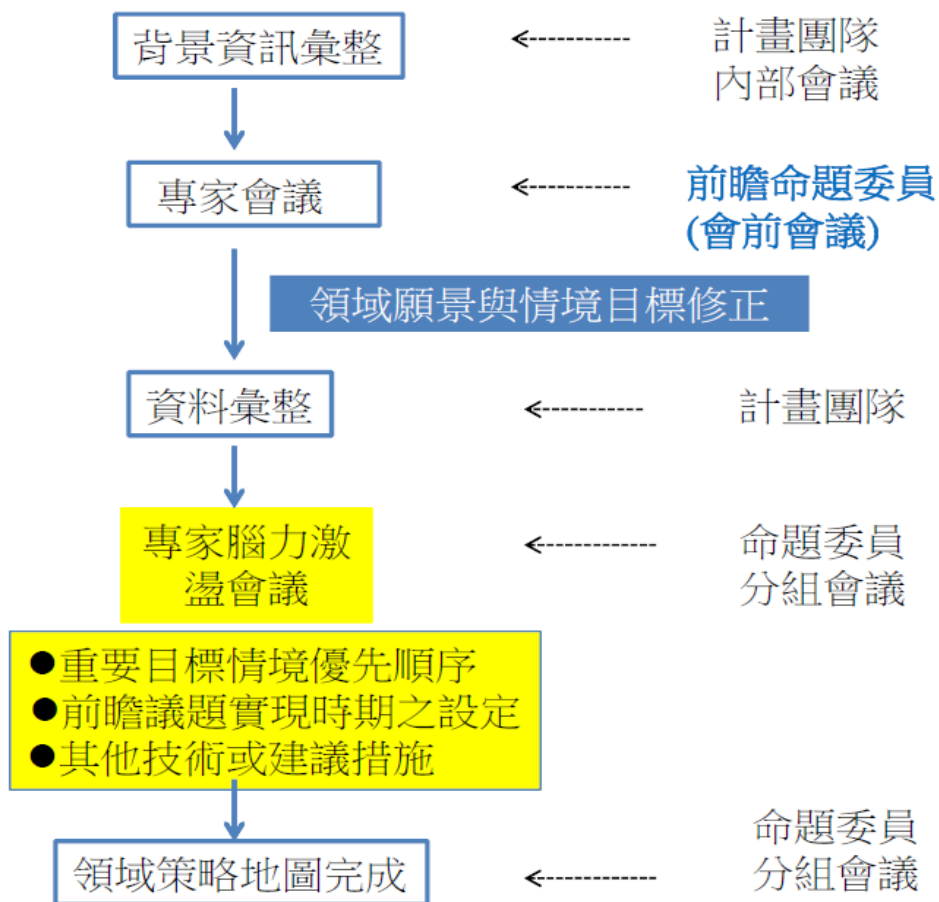 背景資訊彙整
計畫團隊
內部會議
專家會議
前瞻命題委員
(會前會議)
領域願景與情境目標修正
資料彙整
計畫團隊
專家腦力激
盪會議
命題委員
分組會議
●重要目標情境優先順序
●前瞻議題實現時期之設定
●其他技術或建議措施
領域策略地圖完成
命題委員
分組會議